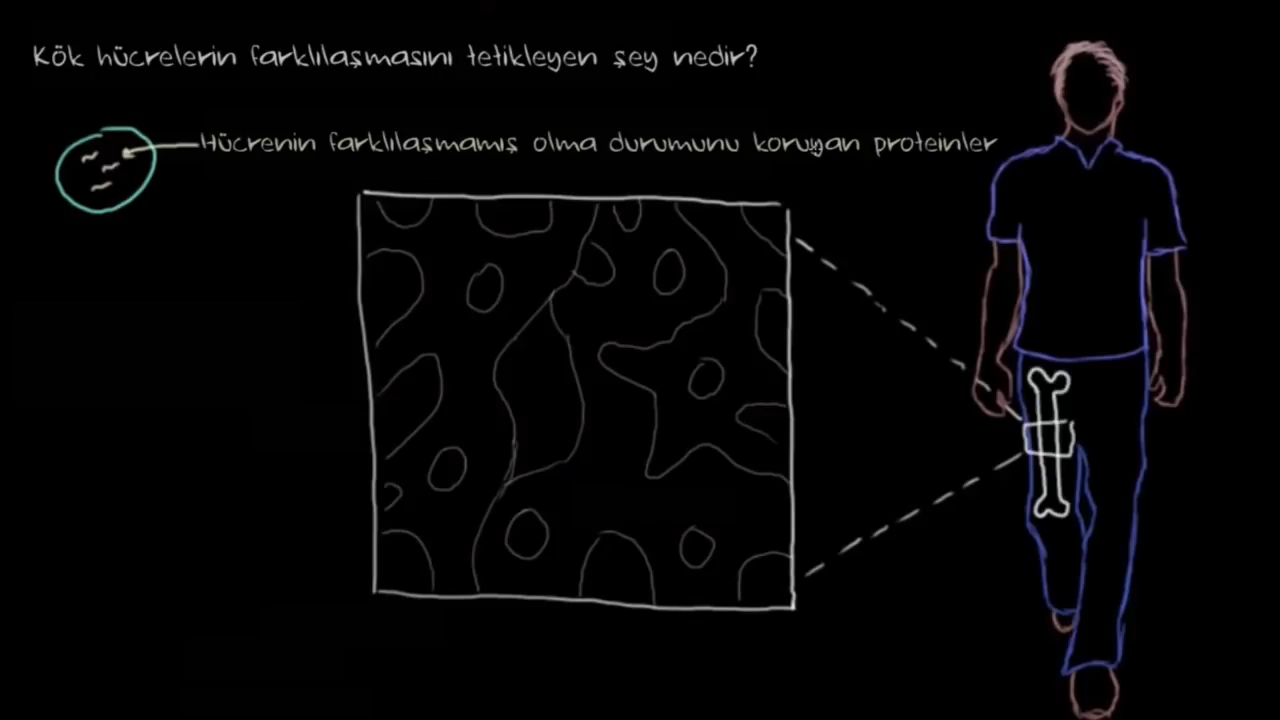 Kök hücrelerin farklılaşmasını tetikleyen şey nedir?
Hücrenin farklılaşmamış olma durumunu koruyan proteinler